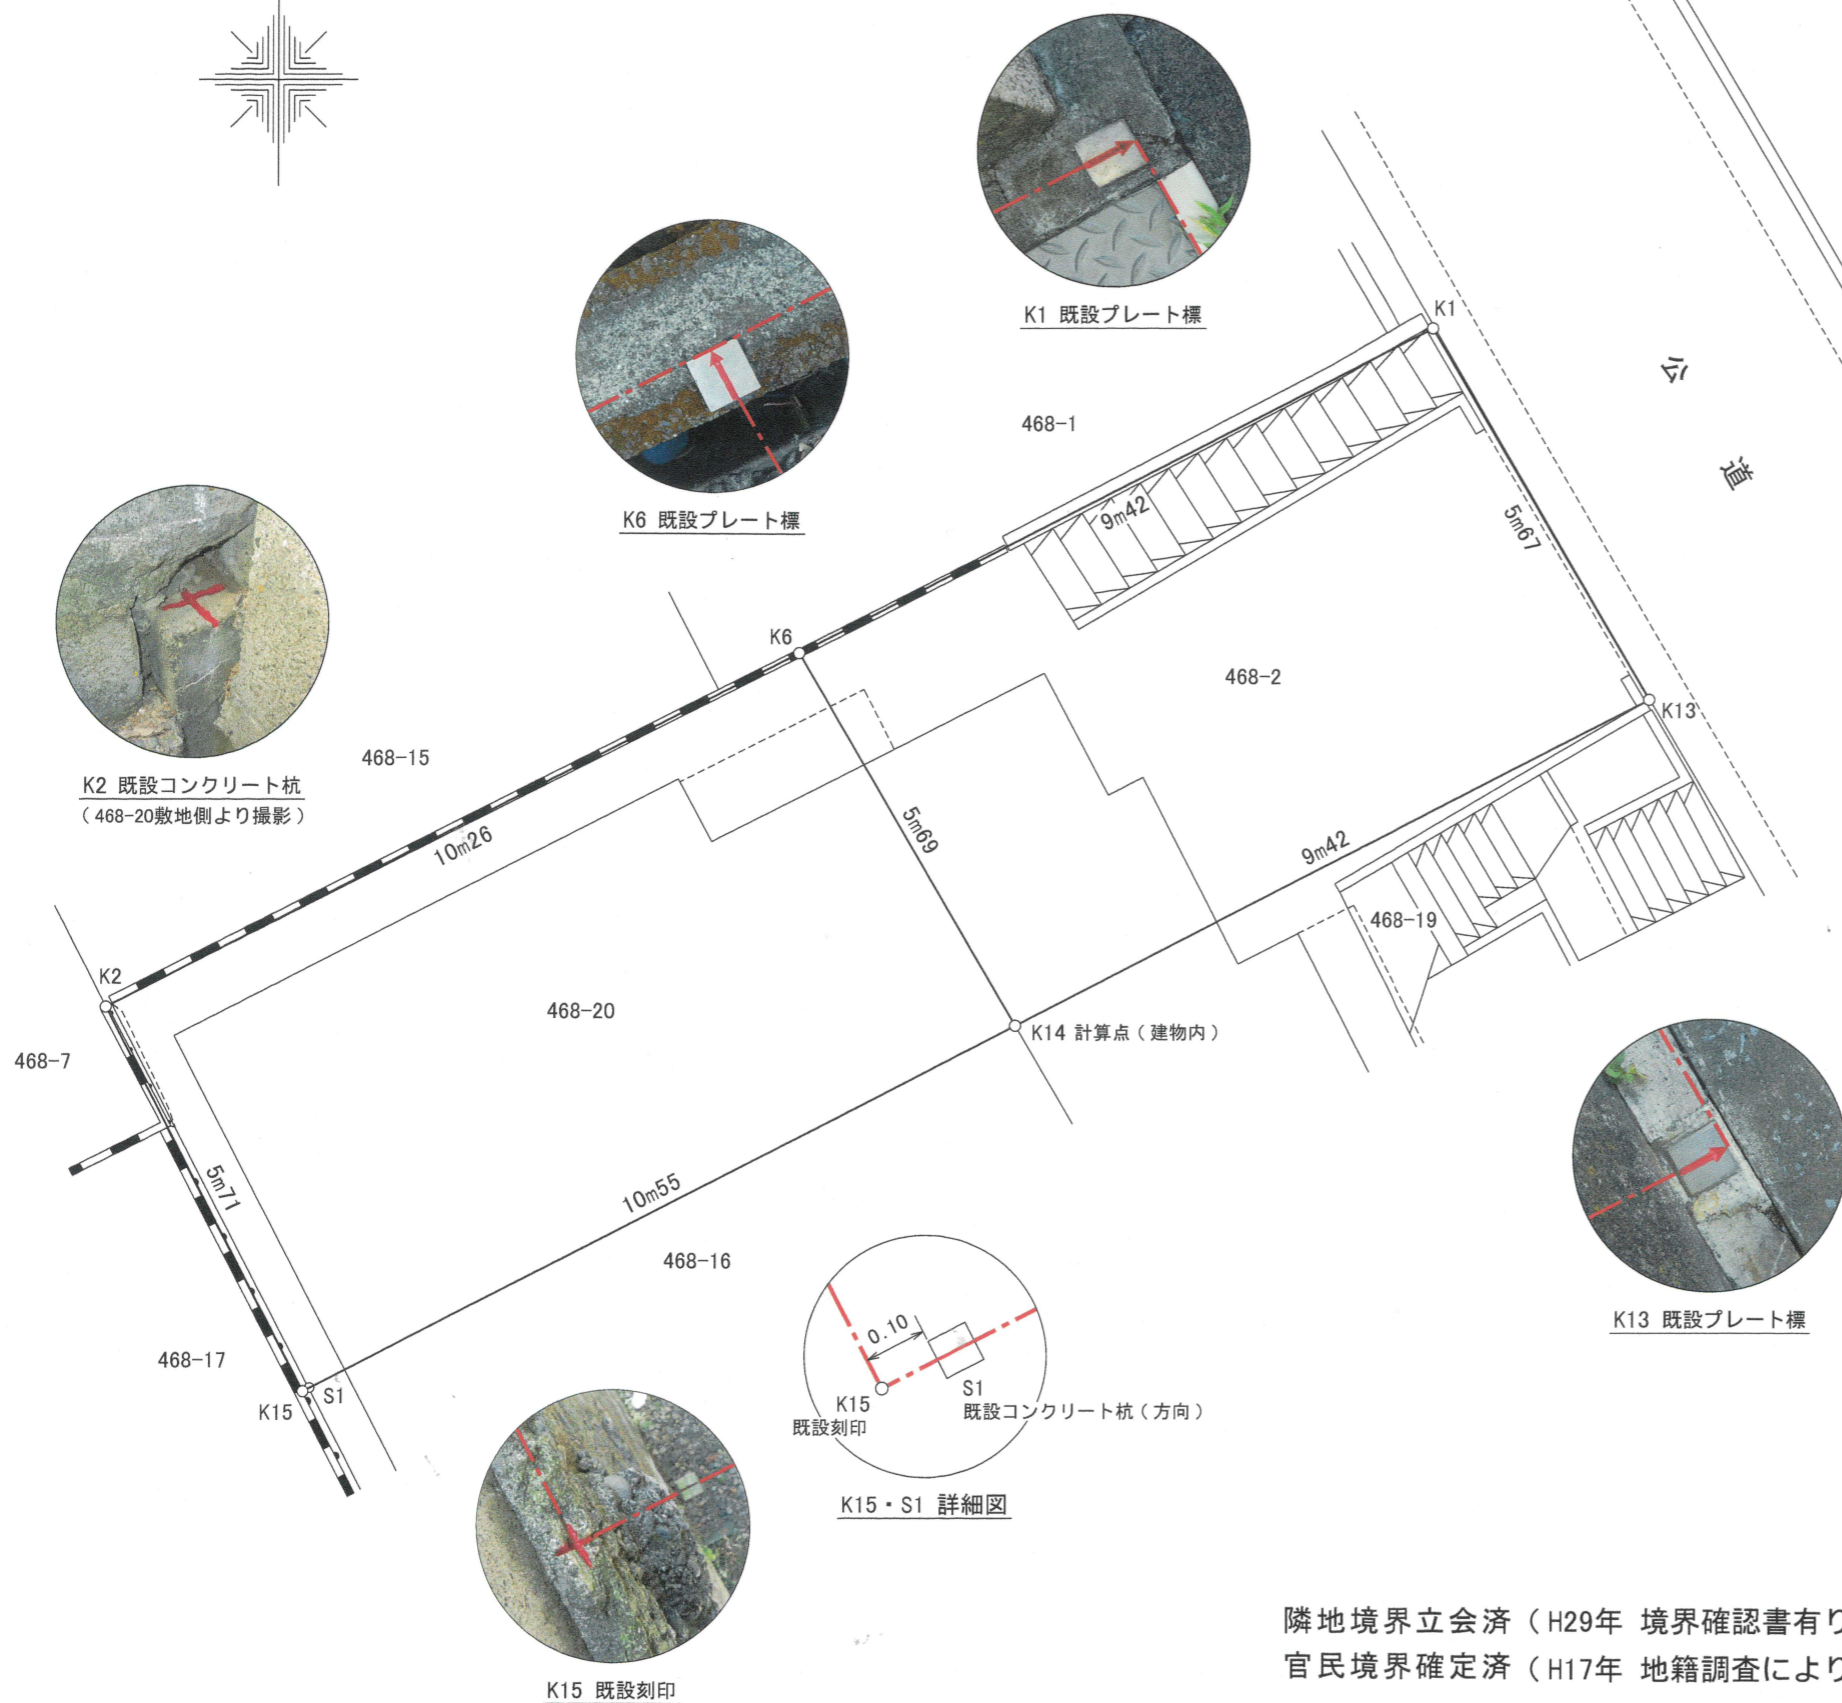 K1 既設プレート標
K1
公道
468-1
K6 既設プレート標
9m42
5m67
K6
468-2
K13
468-15
K2 既設コンクリート杭
（468-20敷地側より撮影）
10m26
5m69
9m42
468-19
K2
468-20
K14 計算点（建物内）
468-7
5m71
10m55
468-16
0.10
K13 既設プレート標
468-17
K15
S1
K15
既設刻印
S1
既設コンクリート杭（方向）
K15・S1 詳細図
K15 既設刻印
隣地境界立会済（H29年 境界確認書有り
官民境界確定済（H17年 地籍調査により